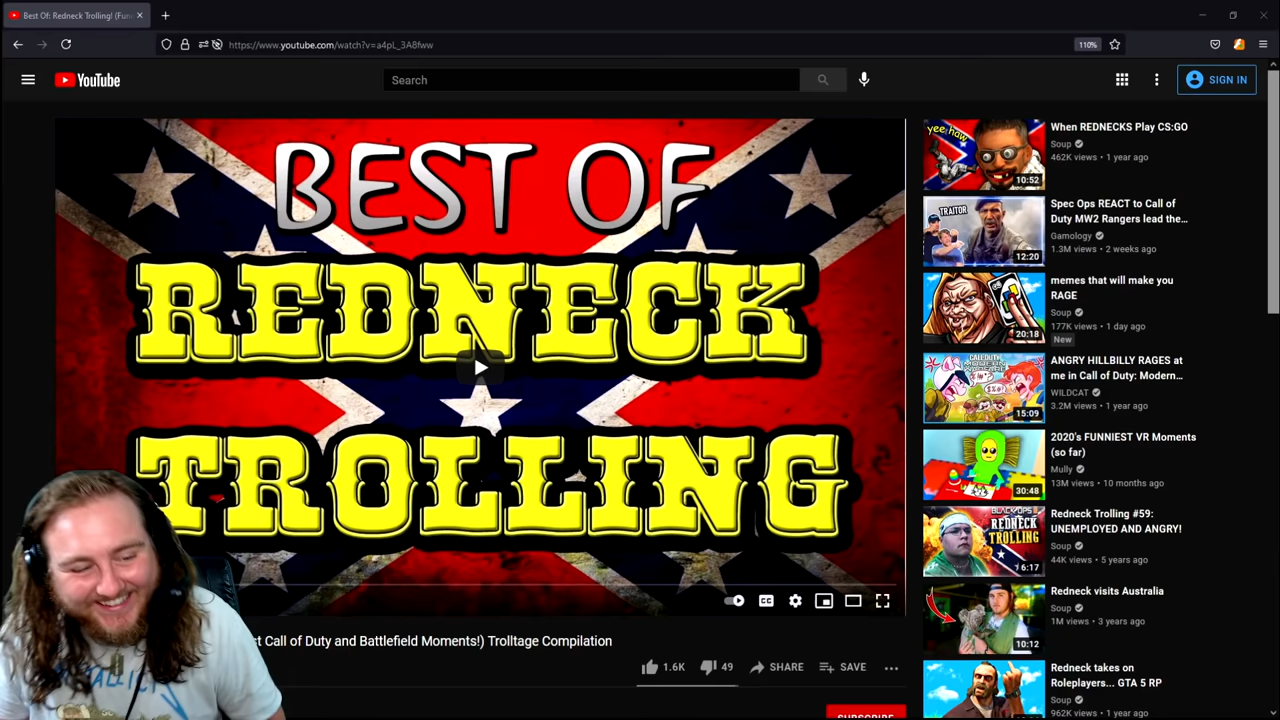 Best Of: Redneck Trolling! (Fun
https://www.youtube.com/watch?v=a4pL_3A8fww
110%
YouTube
Search
SIGN IN
BEST OF
REDNECK
TROLLING
st Call of Duty and Battlefield Moments!) Trolltage Compilation
1.6K
49
SHARE
SAVE
SUBSCRIBE
yee haw
10:52
When REDNECKS Play CS:GO
Soup
462K views • 1 year ago
TRAITOR
12:20
Spec Ops REACT to Call of
Duty MW2 Rangers lead the...
Gamology
1.3M views • 2 weeks ago
20:18
memes that will make you
RAGE
Soup
177K views • 1 day ago
New
CALL OF DUTY
MODERN
15:09
ANGRY HILLBILLY RAGES at
me in Call of Duty: Modern...
WILDCAT
3.2M views • 1 year ago
30:48
2020's FUNNIEST VR Moments
(so far)
Mully
13M views • 10 months ago
BLACK OPS
REDNECK
TROLLING
6:17
Redneck Trolling #59:
UNEMPLOYED AND ANGRY!
Soup
44K views • 5 years ago
10:12
Redneck visits Australia
Soup
1M views • 3 years ago
Redneck takes on
Roleplayers... GTA 5 RP
Soup
962K views • 1 year ago